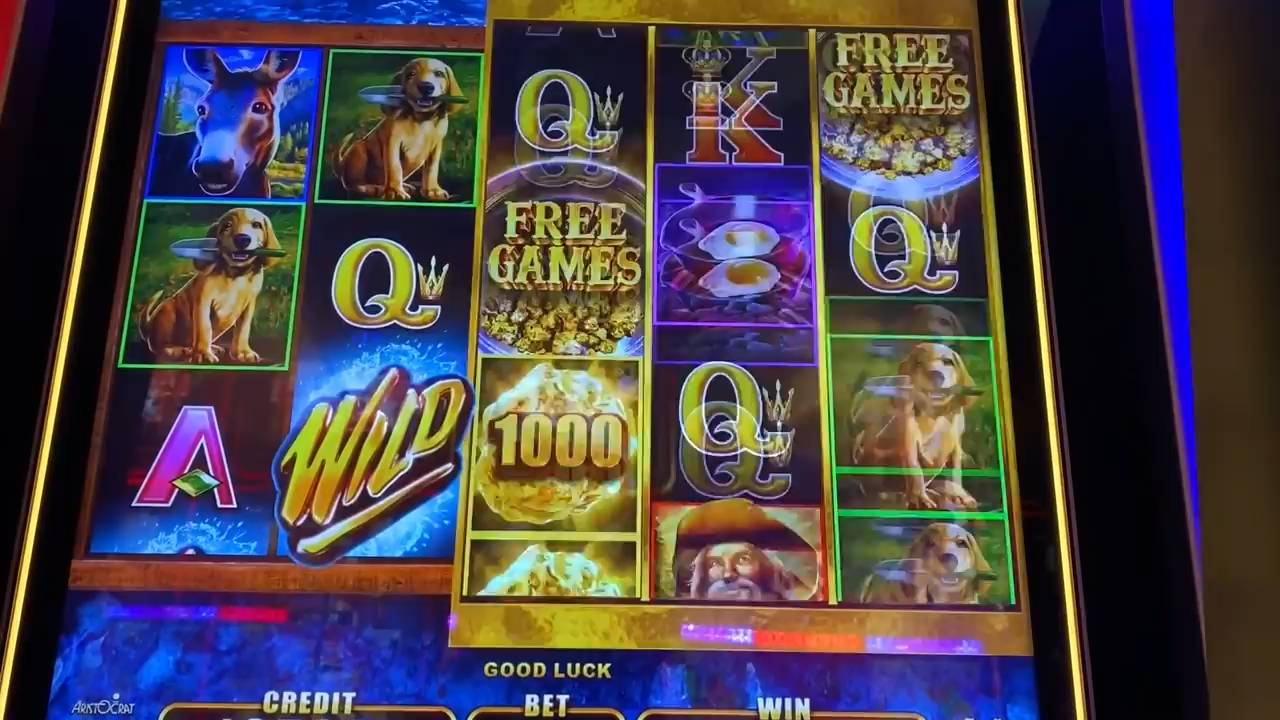 Q
K
K
FREE
GAMES
FREE
GAMES
Q
Q
1000
Q
Q
A
WILD
GOOD LUCK
ARISTOCRAT
CREDIT
BET
WIN